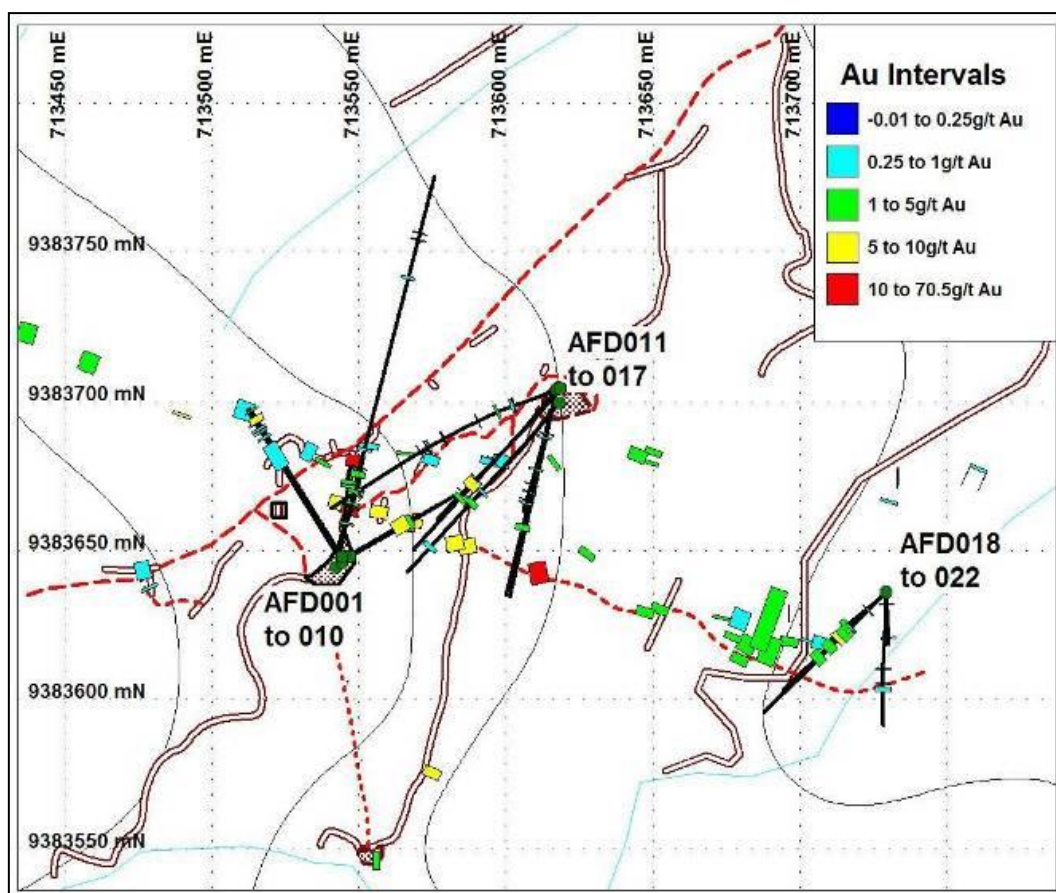 713450 mE
713500 mE
713550 mE
713600 mE
713650 mE
713700 mE
Au Intervals
-0.01 to 0.25g/t Au
0.25 to 1g/t Au
1 to 5g/t Au
5 to 10g/t Au
10 to 70.5g/t Au
9383750 mN
AFD011
to 017
9383700 mN
9383650 mN
AFD018
to 022
AFD001
to 010
9383600 mN
9383550 mN